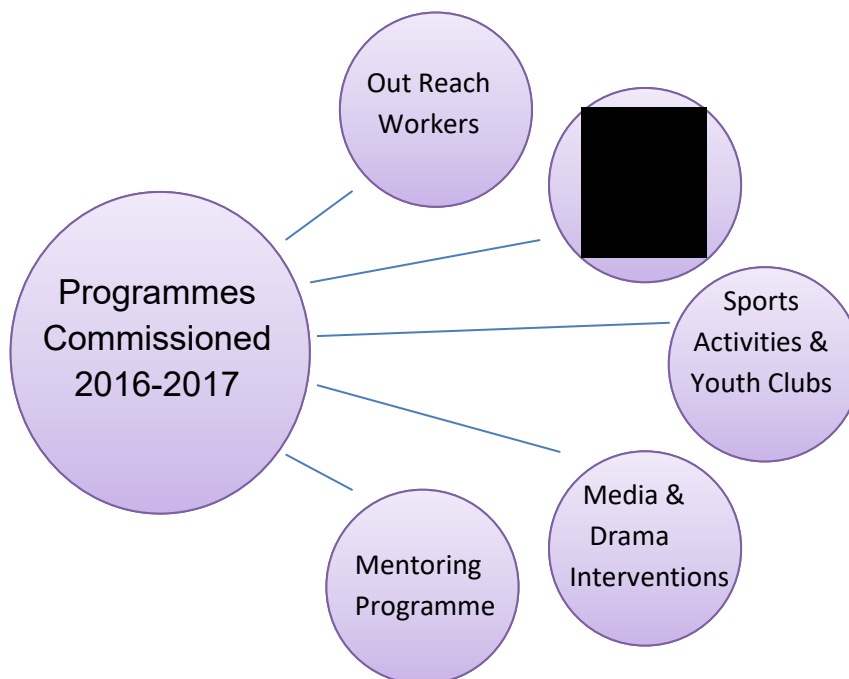 Programmes
Commissioned
2016-2017
Out Reach
Workers
Sports
Activities &
Youth Clubs
Media &
Drama
Interventions
Mentoring
Programme